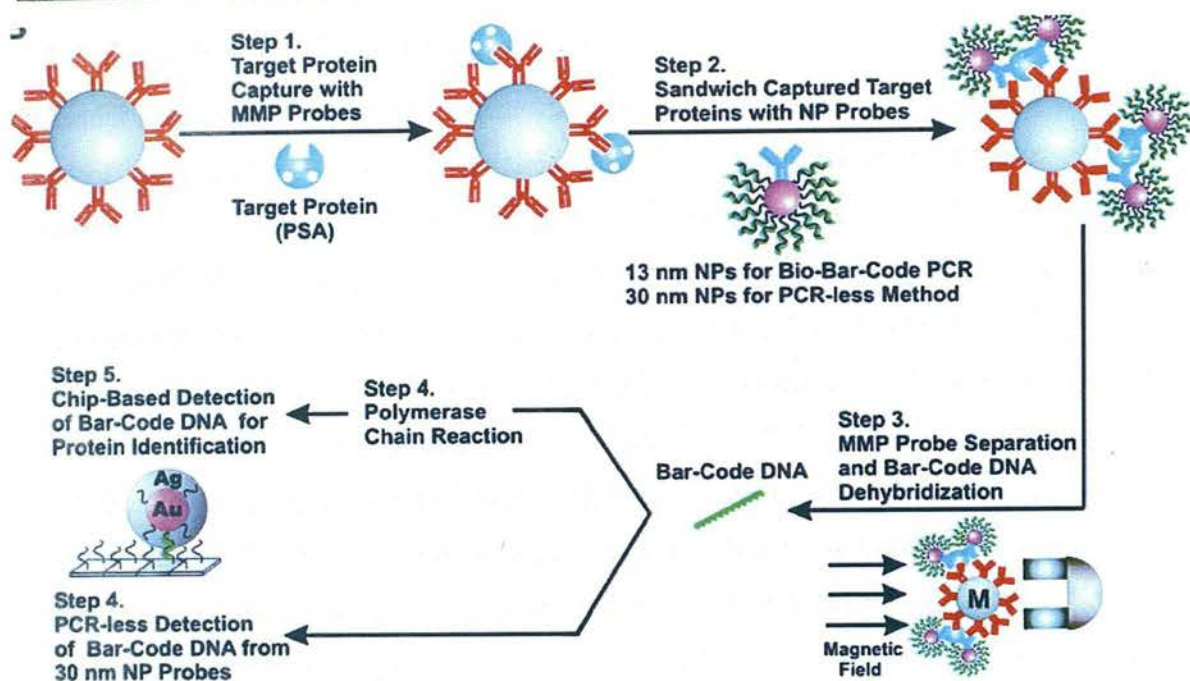 Step 1.
Target Protein
Capture with
MMP Probes
Target Protein
(PSA)
Step 2.
Sandwich Captured Target
Proteins with NP Probes
13 nm NPs for Bio-Bar-Code PCR
30 nm NPs for PCR-less Method
Step 3.
MMP Probe Separation
and Bar-Code DNA
Dehybridization
M
Magnetic
Field
Bar-Code DNA
Step 4.
Polymerase
Chain Reaction
Step 5.
Chip-Based Detection
of Bar-Code DNA for
Protein Identification
Ag
Au
Step 4.
PCR-less Detection
of Bar-Code DNA from
30 nm NP Probes